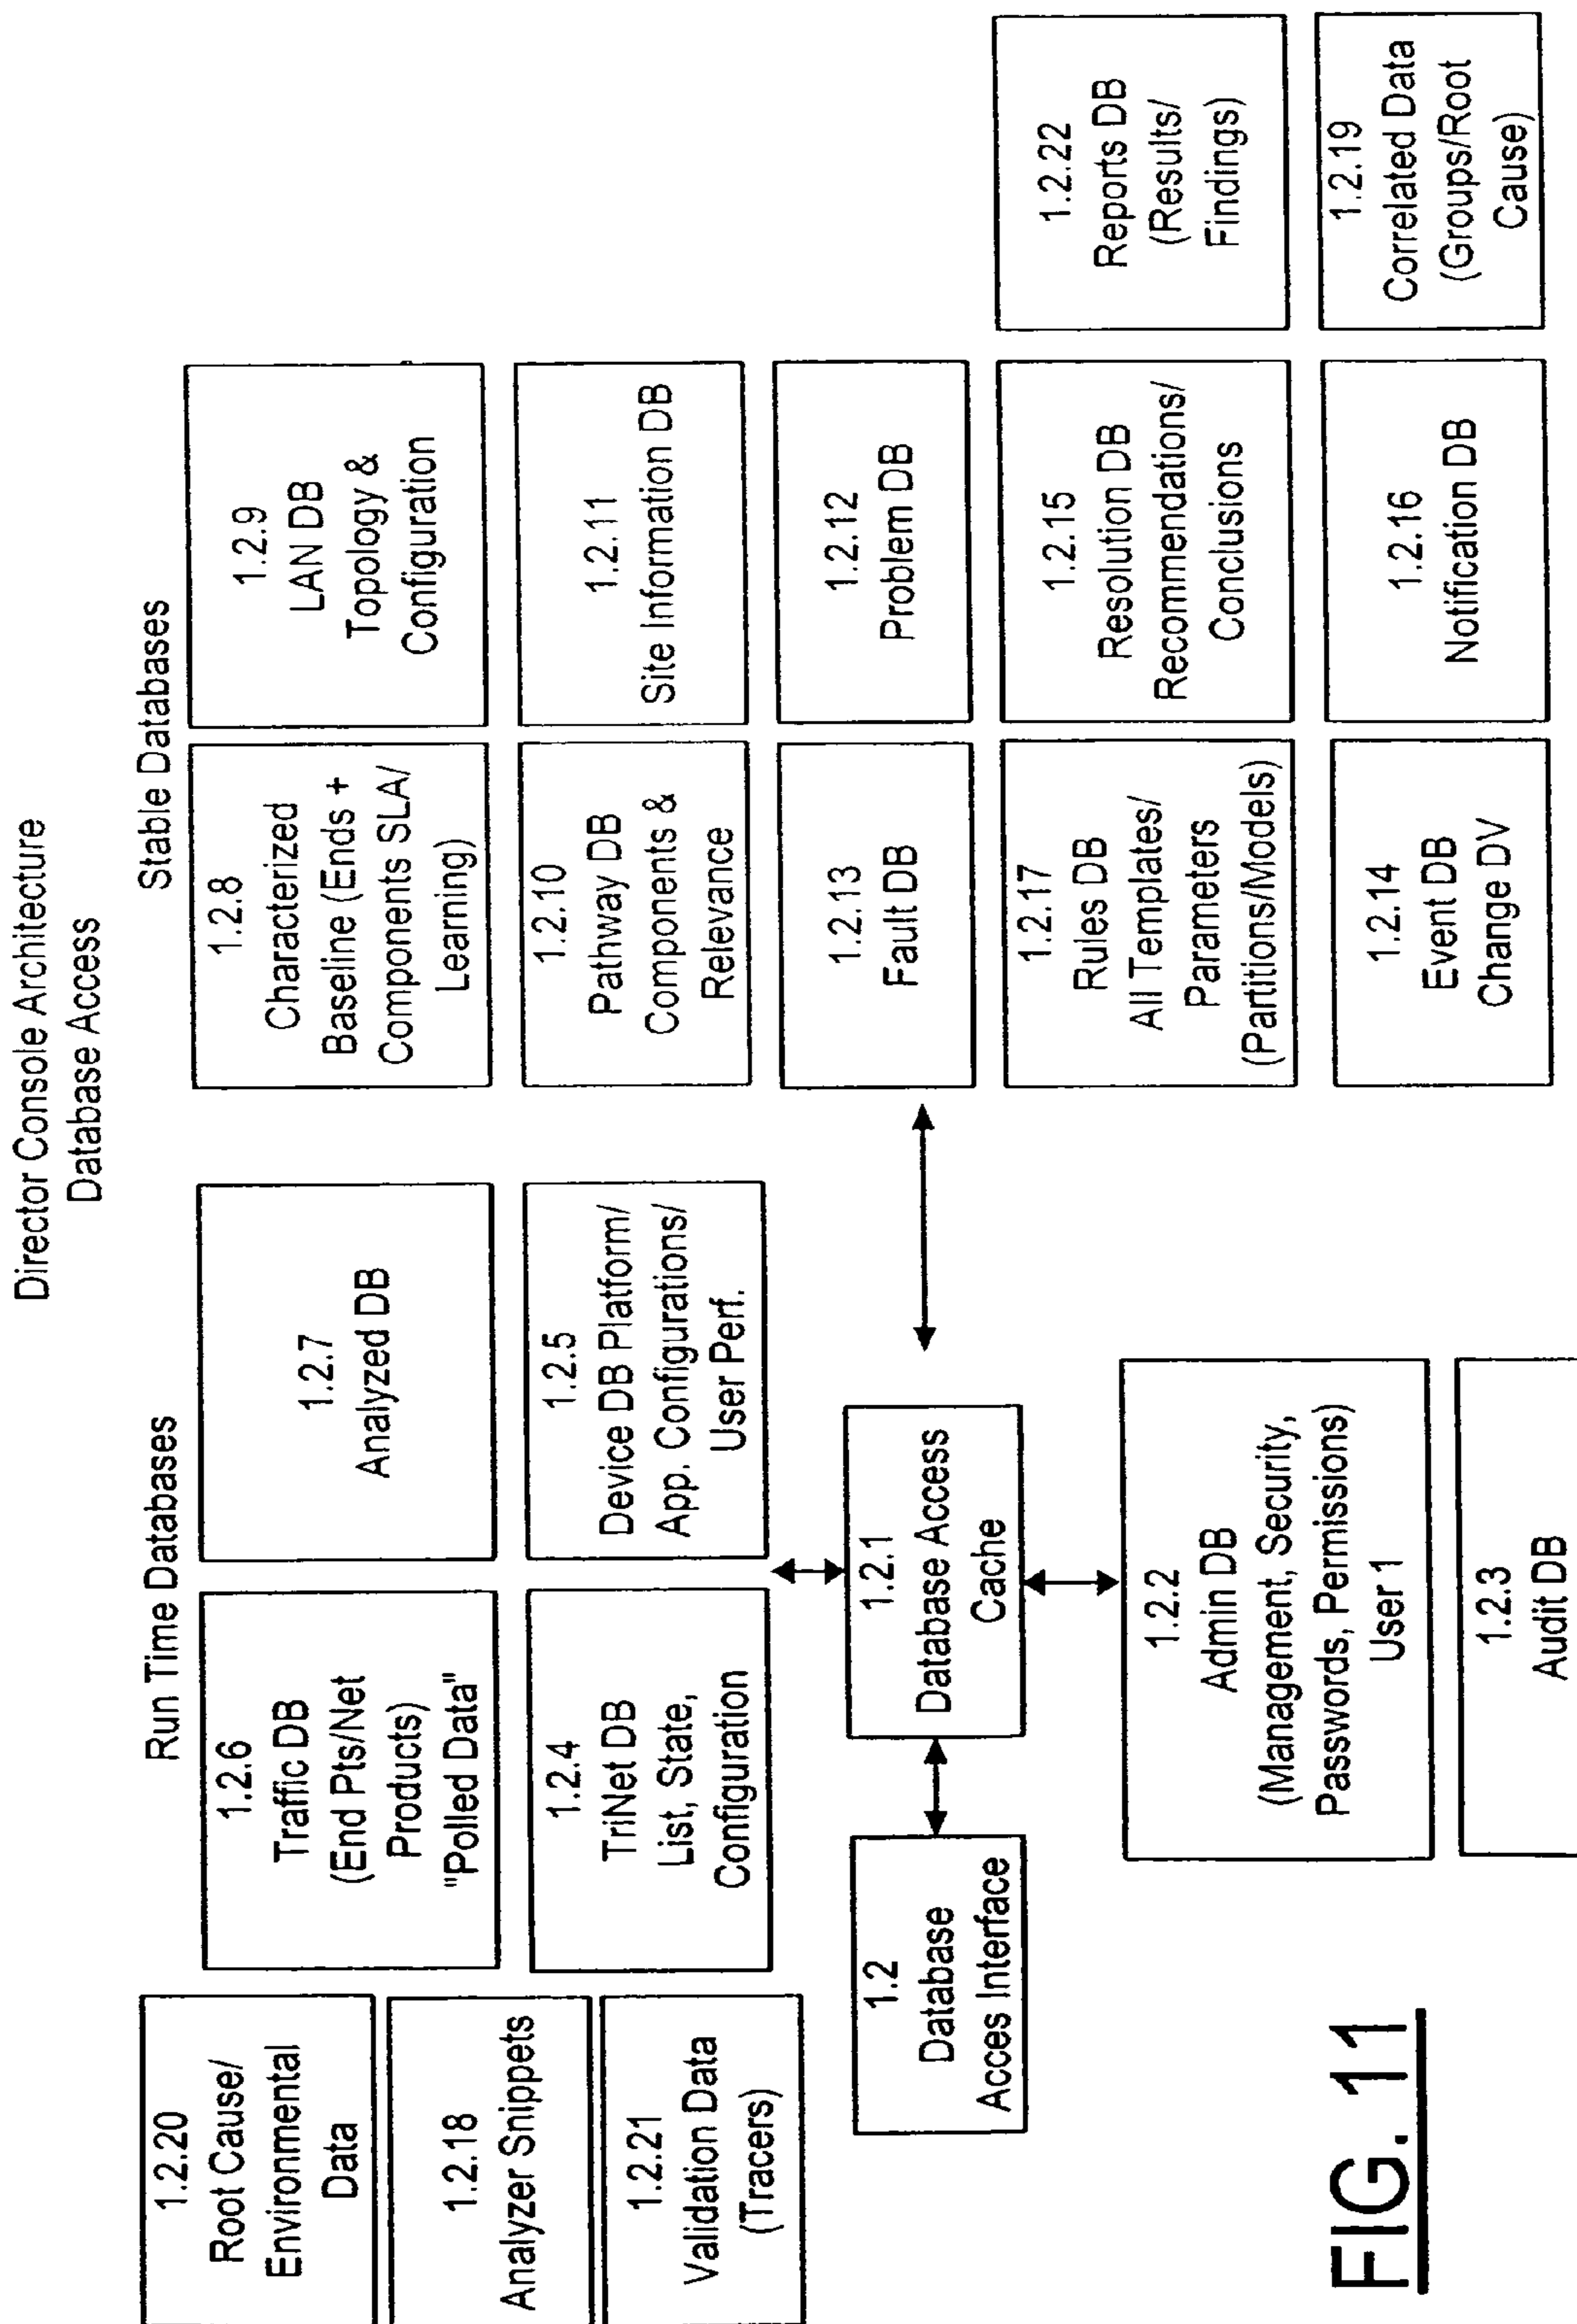 Director Console Architecture
Database Access
Run Time Databases
Stable Databases
1.2.20
Root Cause/
Environmental
Data
1.2.18
Analyzer Snippets
1.2.21
Validation Data
(Tracers)
1.2.6
Traffic DB
(End Pts/Net
Products)
"Polled Data"
1.2.7
Analyzed DB
1.2.4
TriNet DB
List, State,
Configuration
1.2.5
Device DB Platform/
App. Configurations/
User Perf.
1.2
Database
Acces Interface
1.2.1
Database Access
Cache
1.2.2
Admin DB
(Management, Security,
Passwords, Permissions)
User 1
1.2.3
Audit DB
1.2.8
Characterized
Baseline (Ends +
Components SLA/
Learning)
1.2.9
LAN DB
Topology &
Configuration
1.2.10
Pathway DB
Components &
Relevance
1.2.11
Site Information DB
1.2.13
Fault DB
1.2.12
Problem DB
1.2.17
Rules DB
All Templates/
Parameters
(Partitions/Models)
1.2.15
Resolution DB
Recommendations/
Conclusions
1.2.22
Reports DB
(Results/
Findings)
1.2.14
Event DB
Change DV
1.2.16
Notification DB
1.2.19
Correlated Data
(Groups/Root
Cause)
FIG. 11